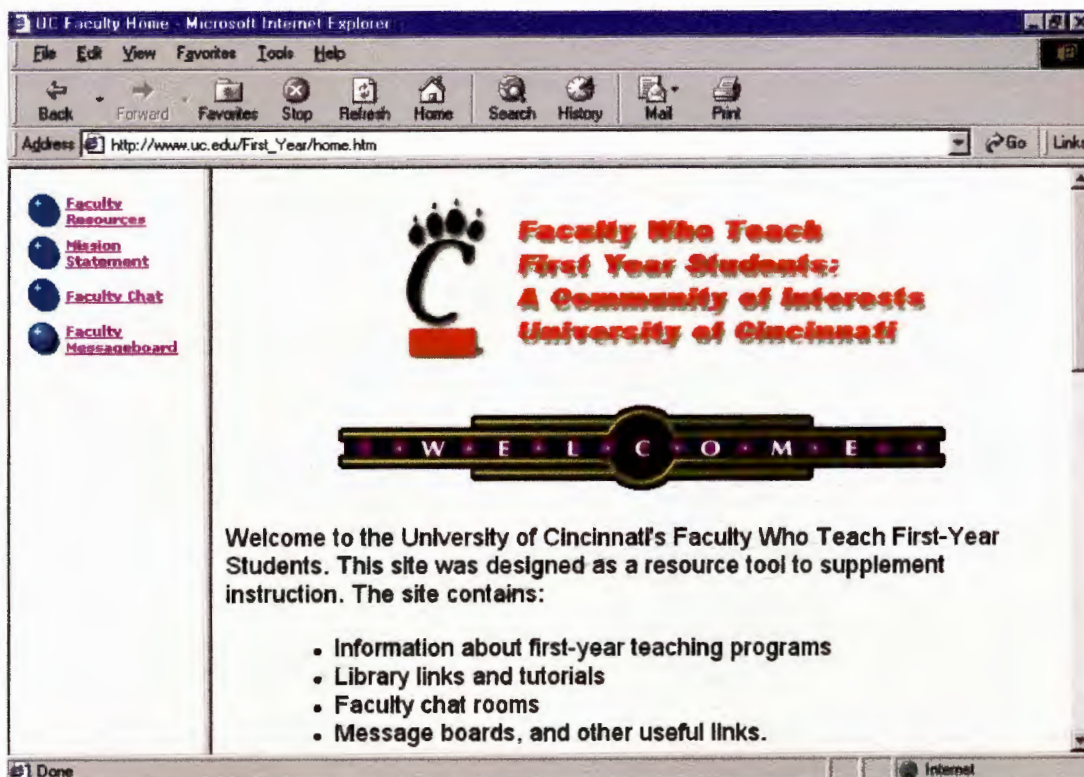 UC Faculty Home - Microsoft Internet Explorer
File Edit View Favorites Tools Help
Back Forward Favorites Stop Refresh Home Search History Mail Print
Address http://www.uc.edu/First_Year/home.htm Go Links
Faculty
Resources
Mission
Statement
Faculty Chat
Faculty
Messageboard
C
Faculty Who Teach
First Year Students:
A Community of Interests
University of Cincinnati
W E L C O M E
Welcome to the University of Cincinnati's Faculty Who Teach First-Year
Students. This site was designed as a resource tool to supplement
instruction. The site contains:
• Information about first-year teaching programs
• Library links and tutorials
• Faculty chat rooms
• Message boards, and other useful links.
Done Internet